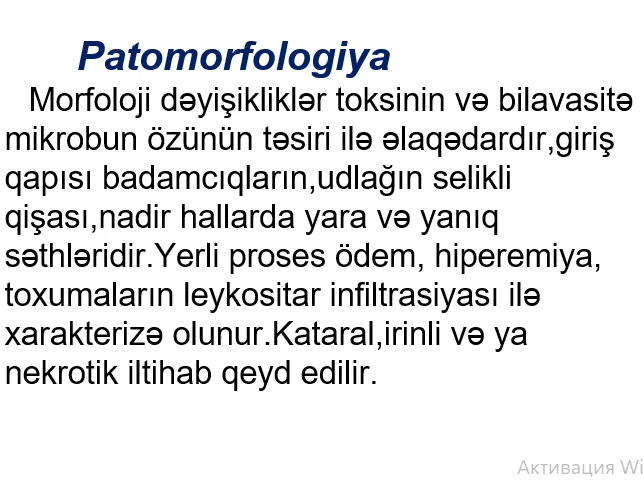 Patomorfologiya
Morfoloji dəyişikliklər toksinin və bilavasitə
mikrobun özünün təsiri ilə əlaqədardır,giriş
qapısı badamcıqların,udlağın selikli
qişası,nadir hallarda yara və yanıq
səthləridir.Yerli proses ödem, hiperemiya,
toxumaların leykositar infiltrasiyası ilə
xarakterizə olunur.Kataral,irinli və ya
nekrotik iltihab qeyd edilir.
Активация Wi